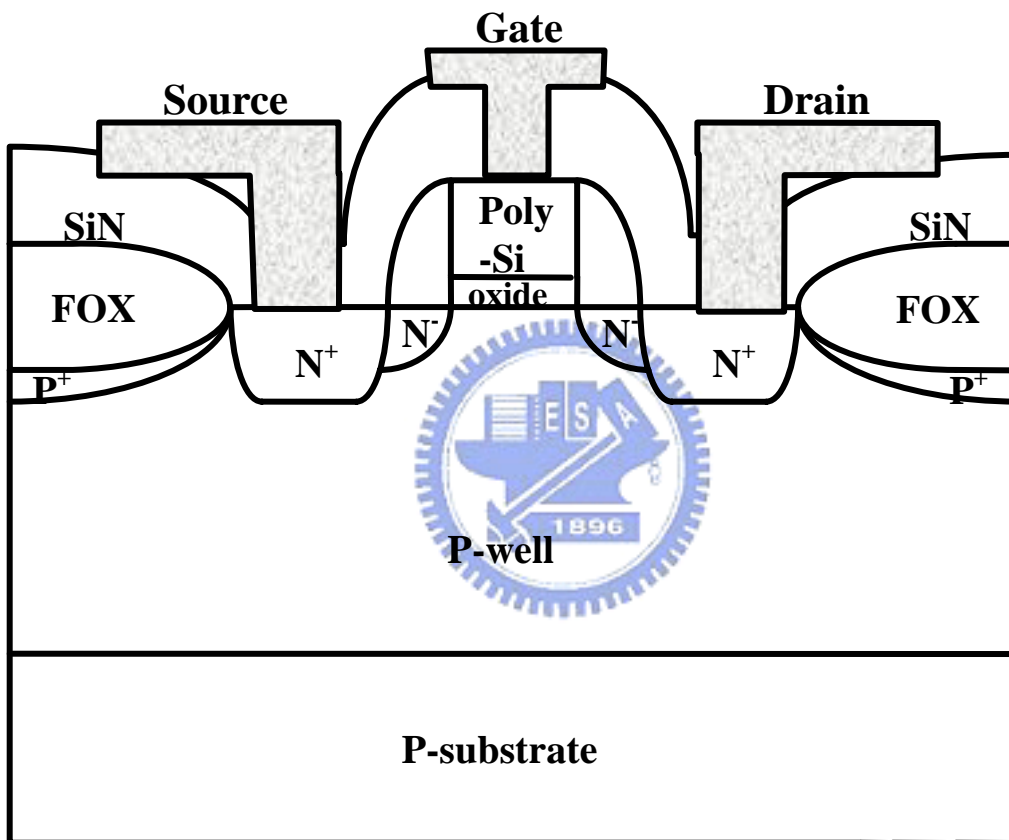 Gate
Source
Drain
Poly
-Si
oxide
SiN
SiN
FOX
FOX
N⁺
N⁻
N⁻
N⁺
P⁺
P⁺
E S A
1896
P-well
P-substrate